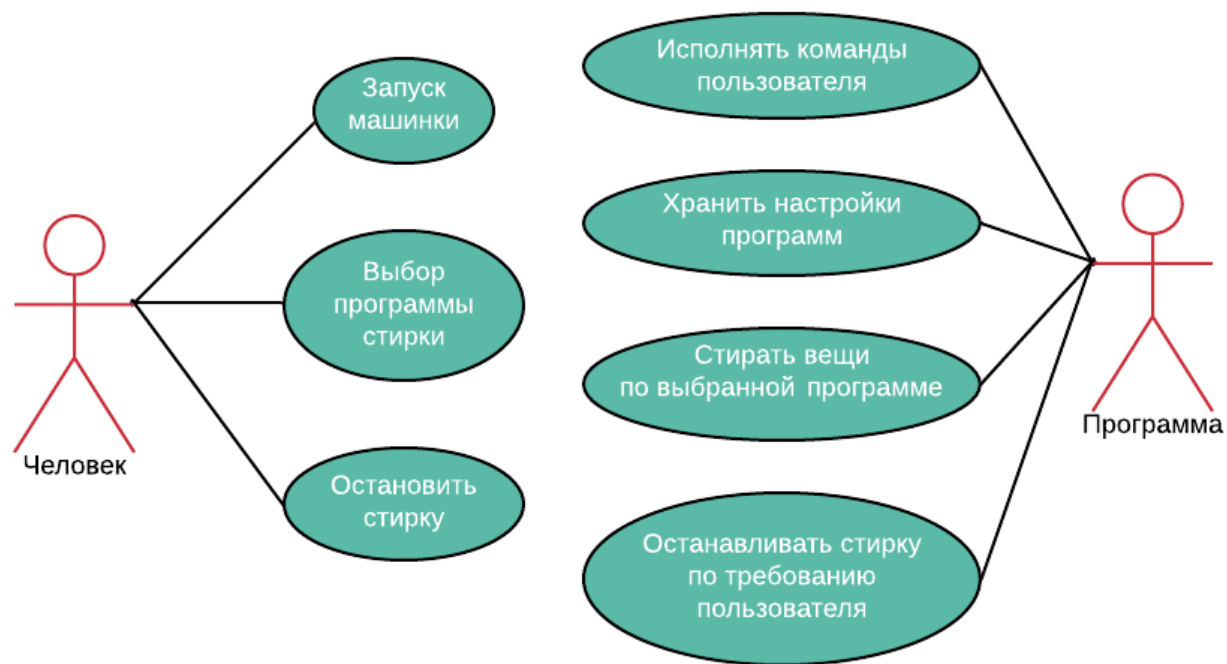 Запуск
машинки
Выбор
программы
стирки
Остановить
стирку
Человек
Исполнять команды
пользователя
Хранить настройки
программ
Стирать вещи
по выбранной программе
Останавливать стирку
по требованию
пользователя
Программа